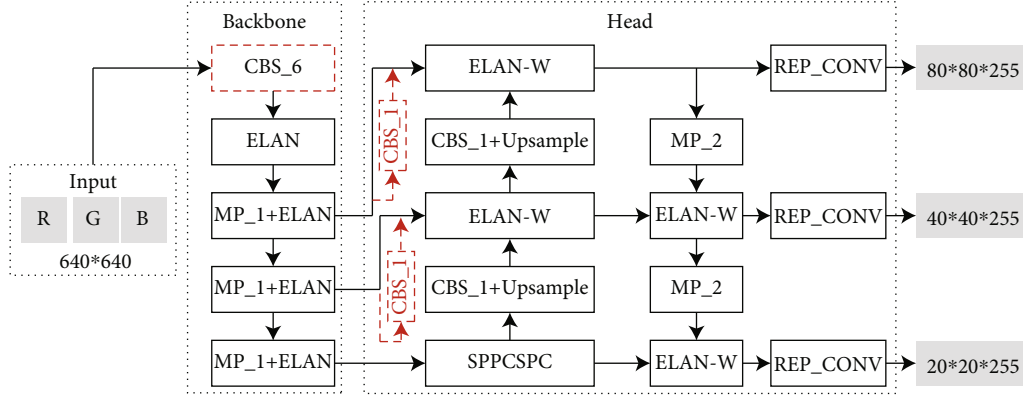 Backbone
Head
CBS_6
ELAN-W
REP_CONV
80*80*255
CBS_1
ELAN
CBS_1+Upsample
MP_2
Input
R G B
640*640
MP_1+ELAN
ELAN-W
ELAN-W
REP_CONV
40*40*255
CBS_1
MP_1+ELAN
CBS_1+Upsample
MP_2
MP_1+ELAN
SPPCSPC
ELAN-W
REP_CONV
20*20*255